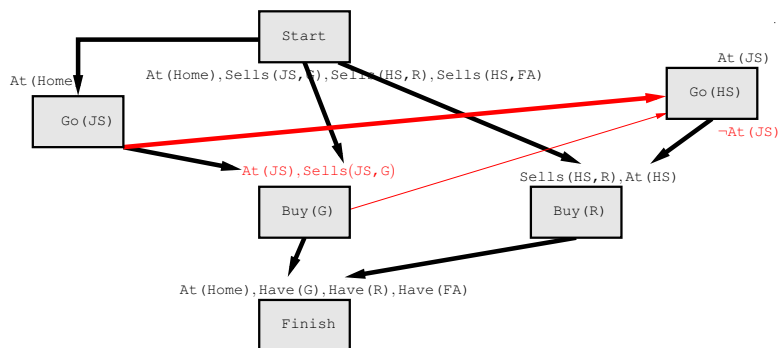 Start
At(JS)
At(Home),Sells(JS,G),Sells(HS,R),Sells(HS,FA)
At(Home
Go(HS)
Go(JS)
¬At(JS)
At(JS),Sells(JS,G)
Sells(HS,R),At(HS)
Buy(G)
Buy(R)
At(Home),Have(G),Have(R),Have(FA)
Finish